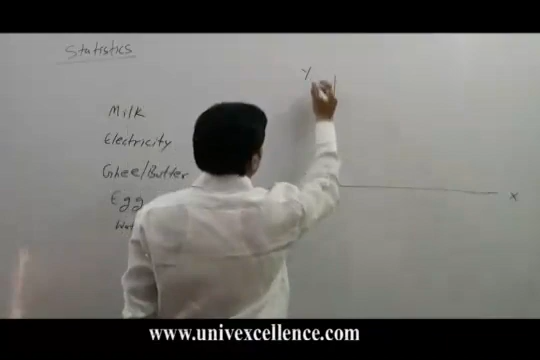 Statistics
Y
Milk
Electricity
Ghee/Butter
Egg
X
www.univexcellence.com